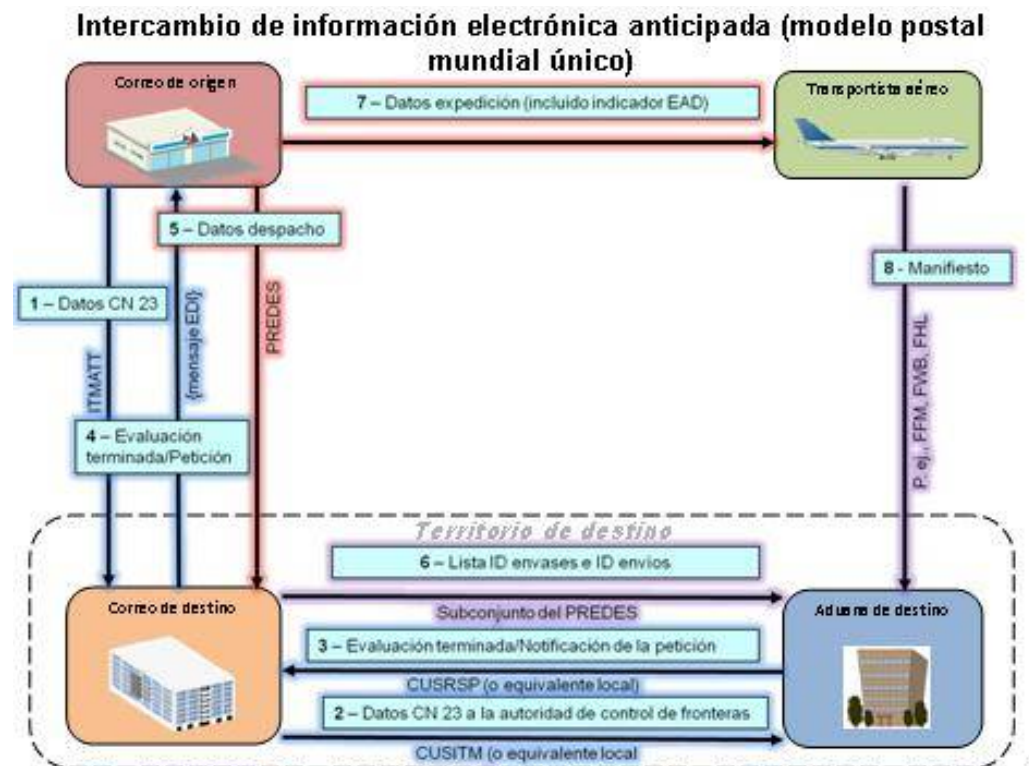 Intercambio de información electrónica anticipada (modelo postal
mundial único)
Correo de origen
7 – Datos expedición (incluido indicador EAD)
Transportista aéreo
5 – Datos despacho
8 - Manifiesto
1 – Datos CN 23
{mensaje EDI}
PREDES
ITMATT
P. ej., FFM, FWB, FHL
4 – Evaluación
terminada/Petición
Territorio de destino
6 – Lista ID envases e ID envíos
Correo de destino
Subconjunto del PREDES
Aduana de destino
3 – Evaluación terminada/Notificación de la petición
CUSRSP (o equivalente local)
2 – Datos CN 23 a la autoridad de control de fronteras
CUSITM (o equivalente local